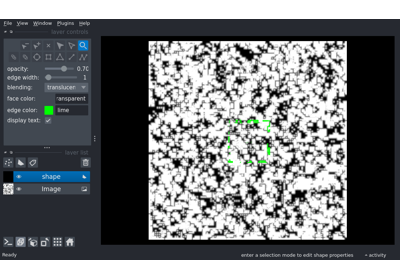 File View Window Plugins Help
layer controls
opacity: 0.70
edge width: 1
blending: translucen
face color: ransparent
edge color: lime
display text:
layer list
shape
Image
Ready enter a selection mode to edit shape properties activity